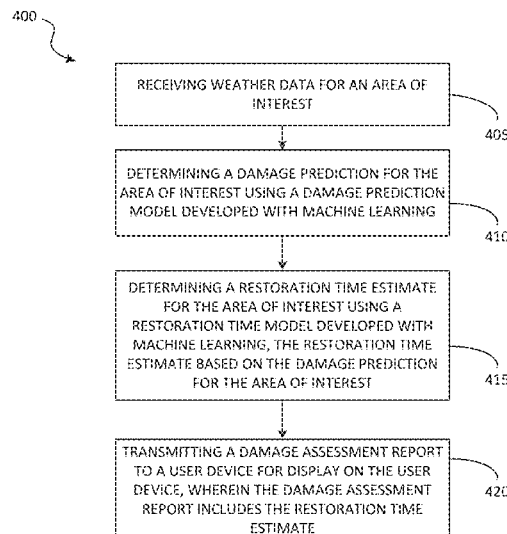 400
RECEIVING WEATHER DATA FOR AN AREA OF
INTEREST
405
DETERMINING A DAMAGE PREDICTION FOR THE
AREA OF INTEREST USING A DAMAGE PREDICTION
MODEL DEVELOPED WITH MACHINE LEARNING
410
DETERMINING A RESTORATION TIME ESTIMATE
FOR THE AREA OF INTEREST USING A
RESTORATION TIME MODEL DEVELOPED WITH
MACHINE LEARNING, THE RESTORATION TIME
ESTIMATE BASED ON THE DAMAGE PREDICTION
FOR THE AREA OF INTEREST
415
TRANSMITTING A DAMAGE ASSESSMENT REPORT
TO A USER DEVICE FOR DISPLAY ON THE USER
DEVICE, WHEREIN THE DAMAGE ASSESSMENT
REPORT INCLUDES THE RESTORATION TIME
ESTIMATE
420